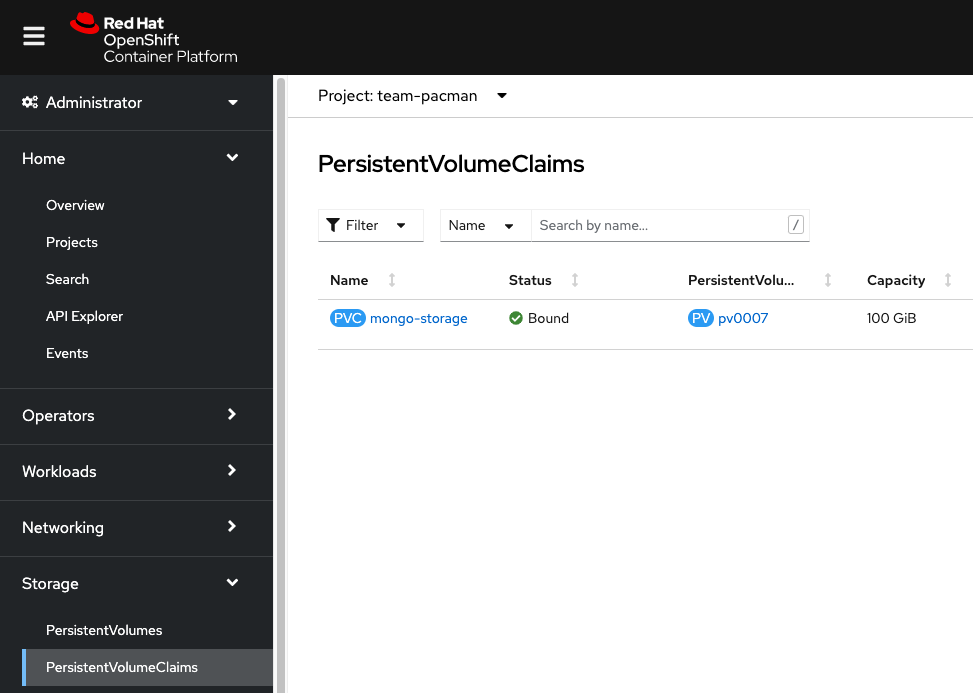 Red Hat
OpenShift
Container Platform
Administrator
Home
Overview
Projects
Search
API Explorer
Events
Operators
Workloads
Networking
Storage
PersistentVolumes
PersistentVolumeClaims
Project: team-pacman
PersistentVolumeClaims
Filter Name Search by name... /
Name Status PersistentVolu... Capacity
PVC mongo-storage Bound PV pv0007 100 GiB